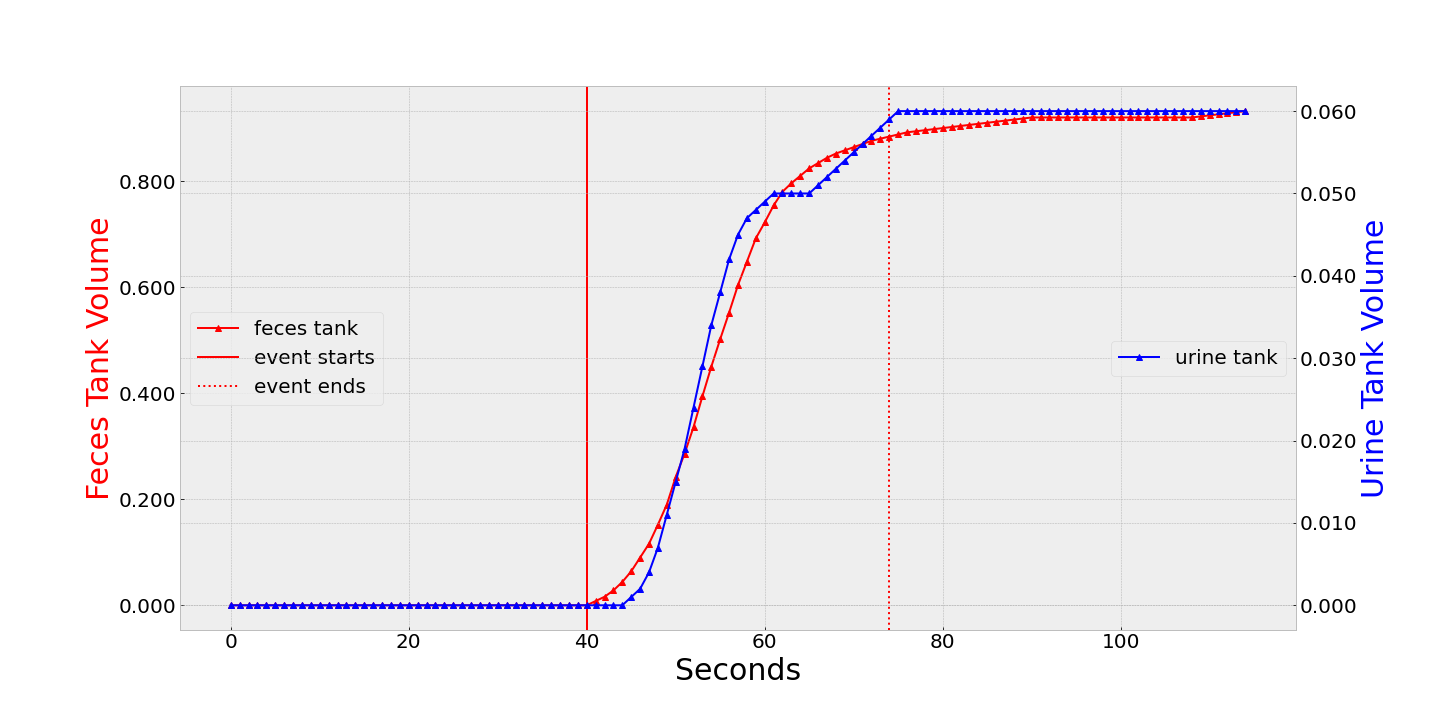 Feces Tank Volume
0.800
0.600
0.400
0.200
0.000
feces tank
event starts
event ends
0 20 40 60 80 100
Seconds
urine tank
0.060
0.050
0.040
0.030
0.020
0.010
0.000
Urine Tank Volume